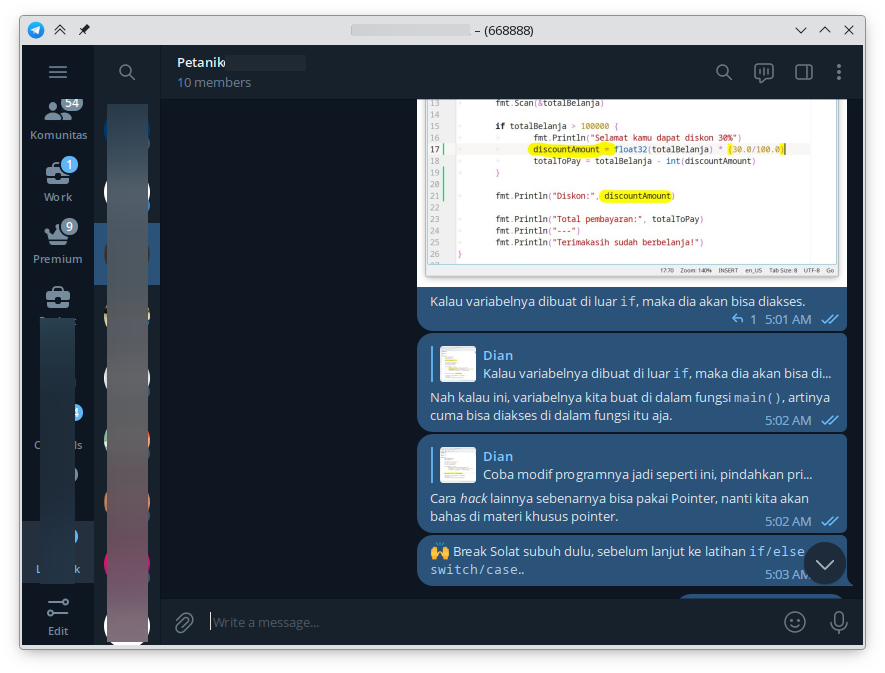 – (668888)
Petanik
10 members
54
Komunitas
1
Work
9
Premium
Edit
13 fmt.Scan(&totalBelanja)
14
15 if totalBelanja > 100000 {
16 fmt.Println("Selamat kamu dapat diskon 30%")
17 discountAmount = float32(totalBelanja) * (30.0/100.0)
18 totalToPay = totalBelanja - int(discountAmount)
19 }
20
21 fmt.Println("Diskon:", discountAmount)
22
23 fmt.Println("Total pembayaran:", totalToPay)
24 fmt.Println("---")
25 fmt.Println("Terimakasih sudah berbelanja!")
26 }
17:70 Zoom: 140% INSERT en_US Tab Size: 8 UTF-8 Go
Kalau variabelnya dibuat di luar if, maka dia akan bisa diakses.
1 5:01 AM
Dian
Kalau variabelnya dibuat di luar if, maka dia akan bisa di...
Nah kalau ini, variabelnya kita buat di dalam fungsi main(), artinya
cuma bisa diakses di dalam fungsi itu aja.
5:02 AM
Dian
Coba modif programnya jadi seperti ini, pindahkan pri...
Cara hack lainnya sebenarnya bisa pakai Pointer, nanti kita akan
bahas di materi khusus pointer.
5:02 AM
🙌 Break Solat subuh dulu, sebelum lanjut ke latihan if/else
switch/case..
5:03 AM
Write a message...